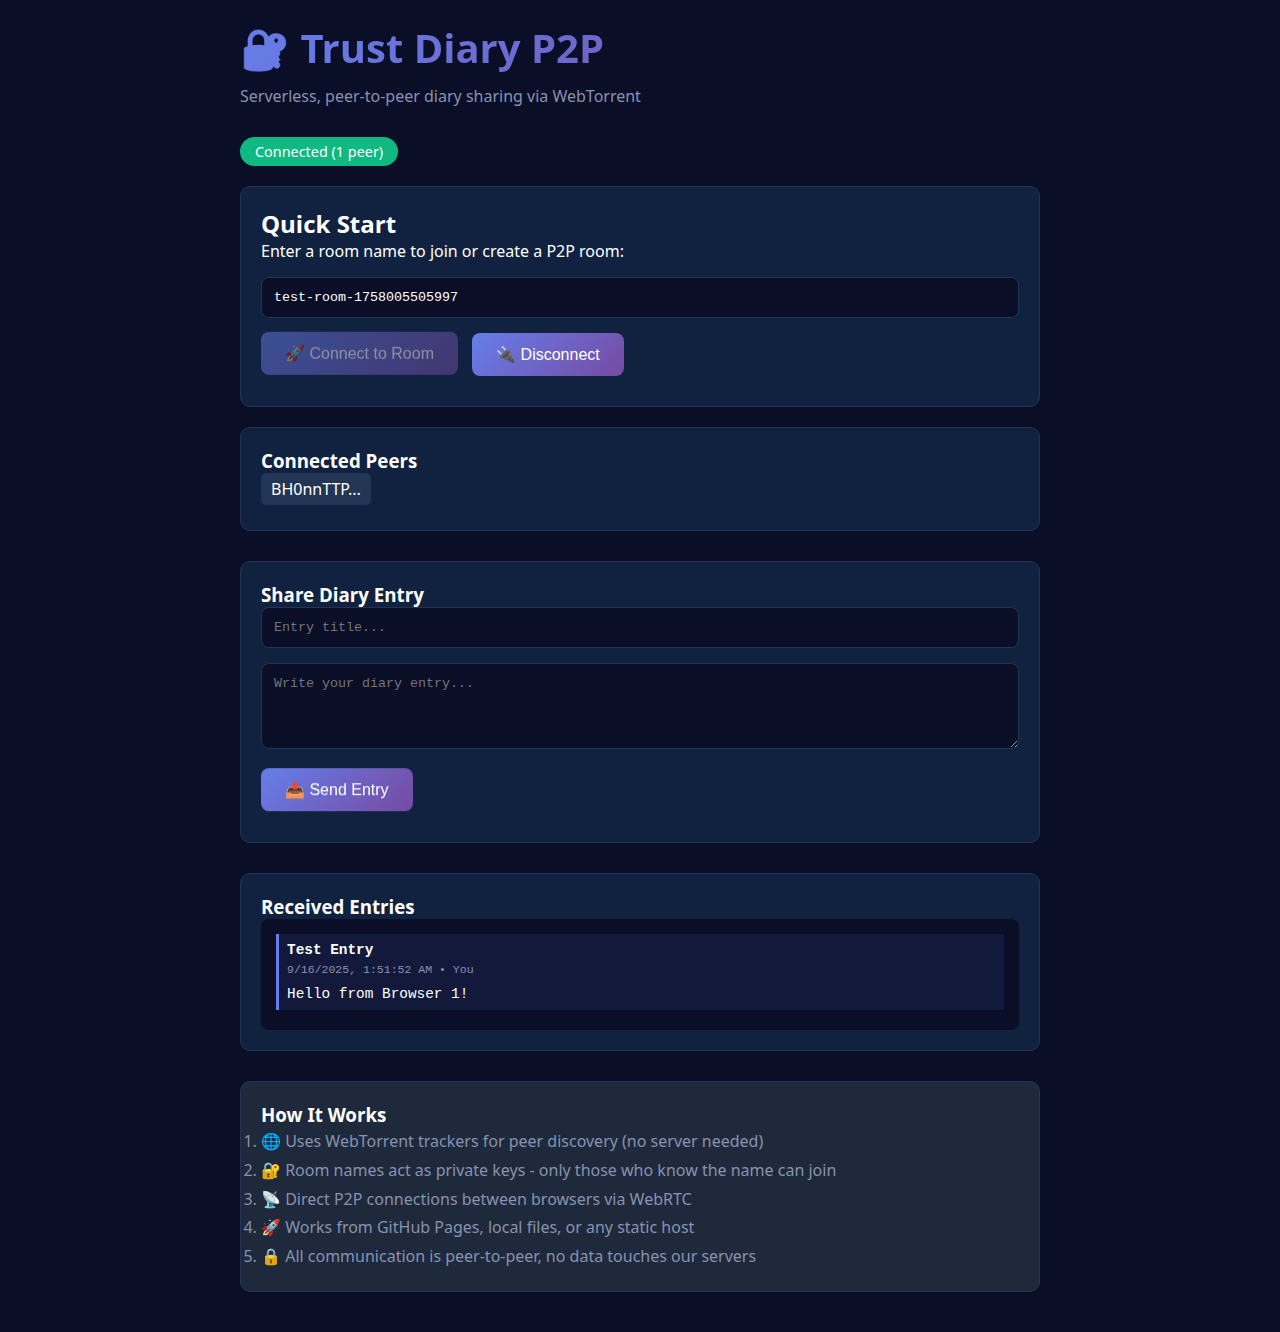 🔐 Trust Diary P2P
Serverless, peer-to-peer diary sharing via WebTorrent
Connected (1 peer)
Quick Start
Enter a room name to join or create a P2P room:
test-room-1758005505997
🚀 Connect to Room
🔌 Disconnect
Connected Peers
BH0nnTTP...
Share Diary Entry
Entry title...
Write your diary entry...
📤 Send Entry
Received Entries
Test Entry
9/16/2025, 1:51:52 AM • You
Hello from Browser 1!
How It Works
1. 🌐 Uses WebTorrent trackers for peer discovery (no server needed)
2. 🔐 Room names act as private keys - only those who know the name can join
3. 📡 Direct P2P connections between browsers via WebRTC
4. 🚀 Works from GitHub Pages, local files, or any static host
5. 🔒 All communication is peer-to-peer, no data touches our servers